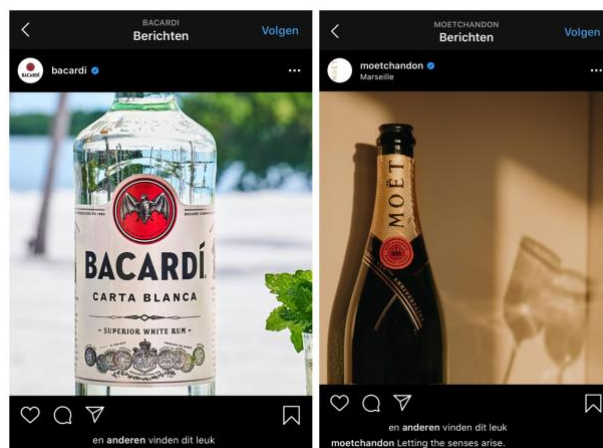 BACARDI
Berichten
Volgen
BACARDÍ
bacardi
BACARDÍ
CARTA BLANCA
SUPERIOR WHITE RUM
en anderen vinden dit leuk
MOETCHANDON
Berichten
Volgen
moetchandon
Marseille
MOËT
en anderen vinden dit leuk
moetchandon Letting the senses arise.